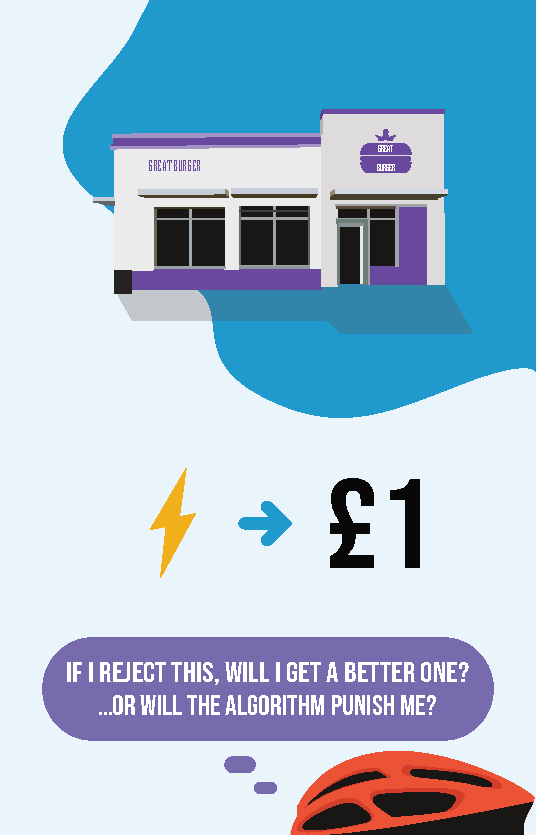 GREAT BURGER
GREAT
BURGER
£1
IF I REJECT THIS, WILL I GET A BETTER ONE?
...OR WILL THE ALGORITHM PUNISH ME?